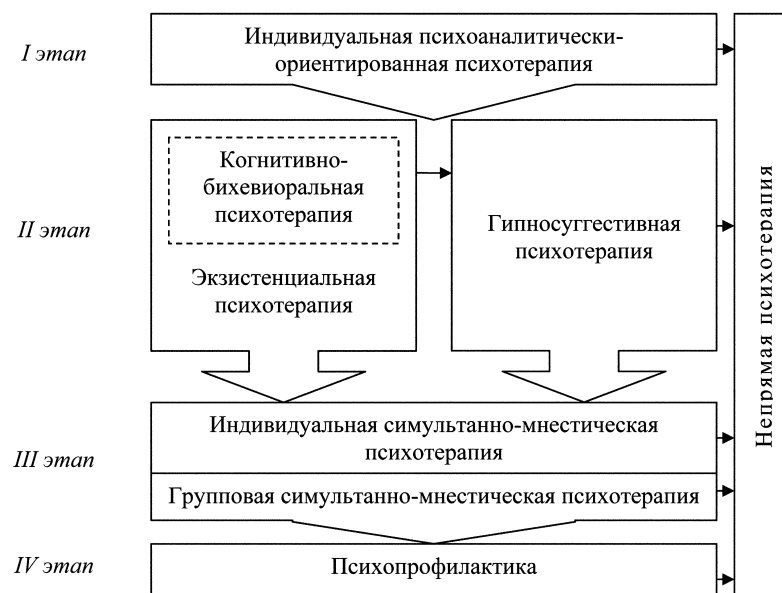 I этап
Индивидуальная психоаналитически-
ориентированная психотерапия
II этап
Когнитивно-
бихевиоральная
психотерапия
Экзистенциальная
психотерапия
Гипносуггестивная
психотерапия
III этап
Индивидуальная симультанно-мнестическая
психотерапия
Групповая симультанно-мнестическая психотерапия
IV этап
Психопрофилактика
Непрямая психотерапия